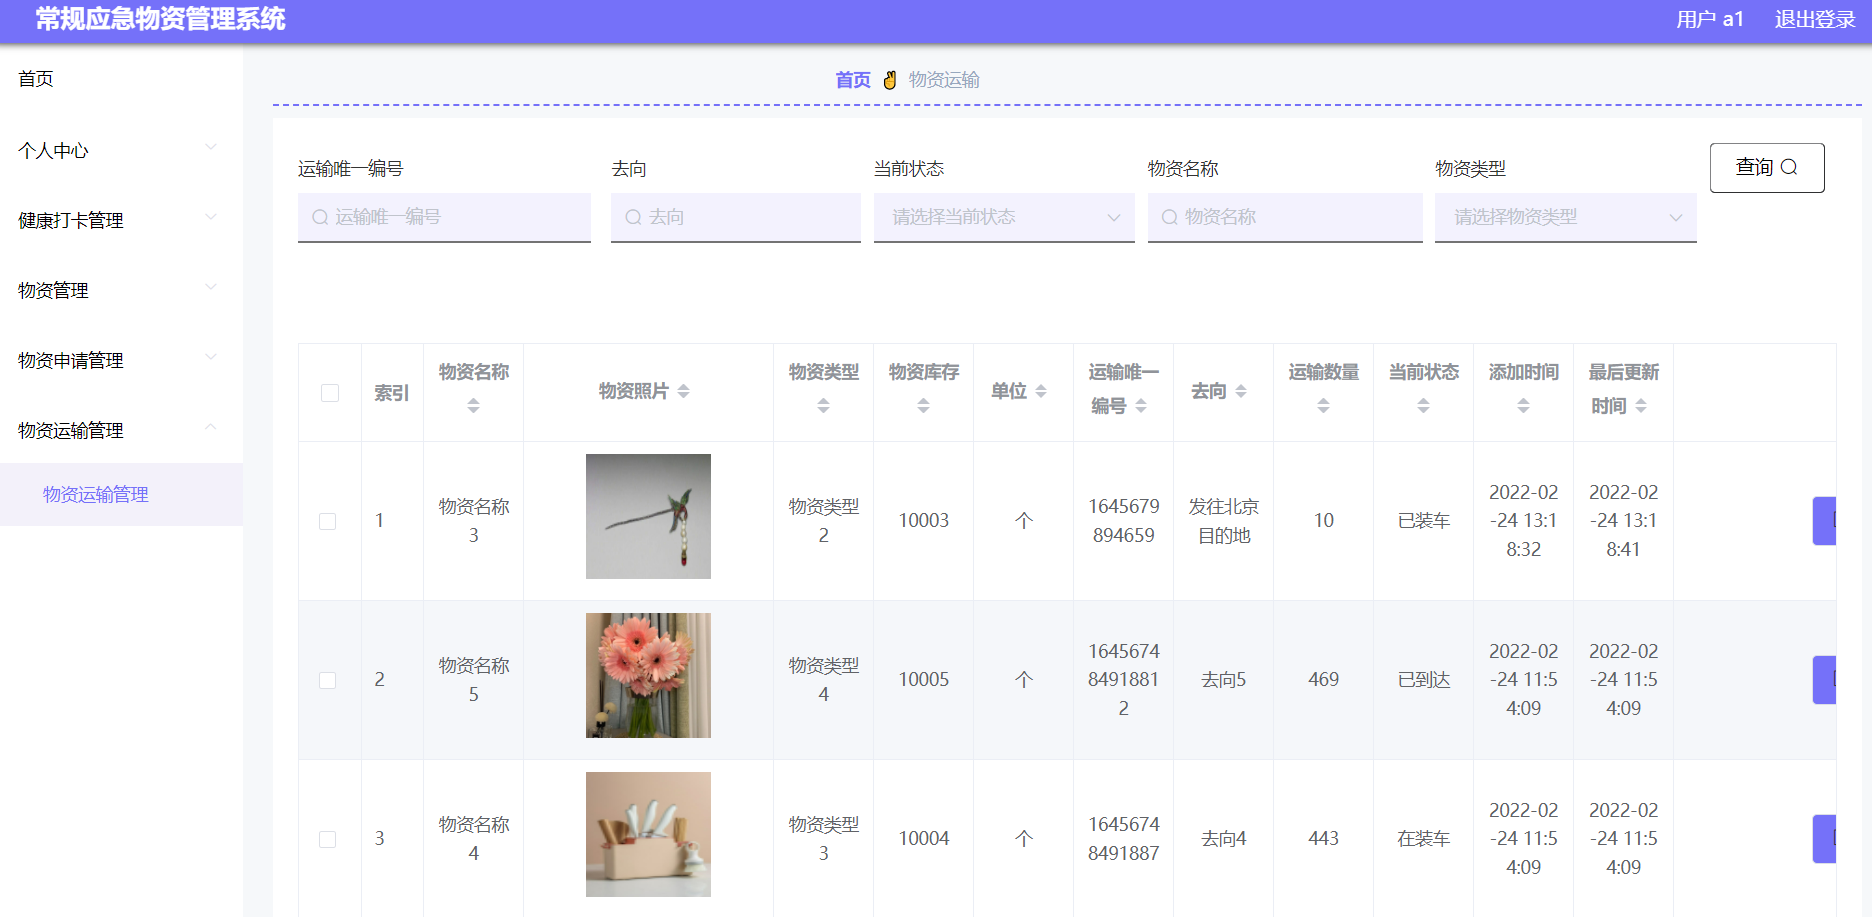 常规应急物资管理系统
用户 a1
退出登录
首页
个人中心
健康打卡管理
物资管理
物资申请管理
物资运输管理
物资运输管理
首页 ✌ 物资运输
运输唯一编号
去向
当前状态
物资名称
物资类型
运输唯一编号
去向
请选择当前状态
物资名称
请选择物资类型
查询
索引
物资名称
物资照片
物资类型
物资库存
单位
运输唯一
编号
去向
运输数量
当前状态
添加时间
最后更新
时间
1
物资名称
3
物资类型
2
10003
个
1645679
894659
发往北京
目的地
10
已装车
2022-02
-24 13:1
8:32
2022-02
-24 13:1
8:41
2
物资名称
5
物资类型
4
10005
个
1645674
8491881
2
去向5
469
已到达
2022-02
-24 11:5
4:09
2022-02
-24 11:5
4:09
3
物资名称
4
物资类型
3
10004
个
1645674
8491887
去向4
443
在装车
2022-02
-24 11:5
4:09
2022-02
-24 11:5
4:09